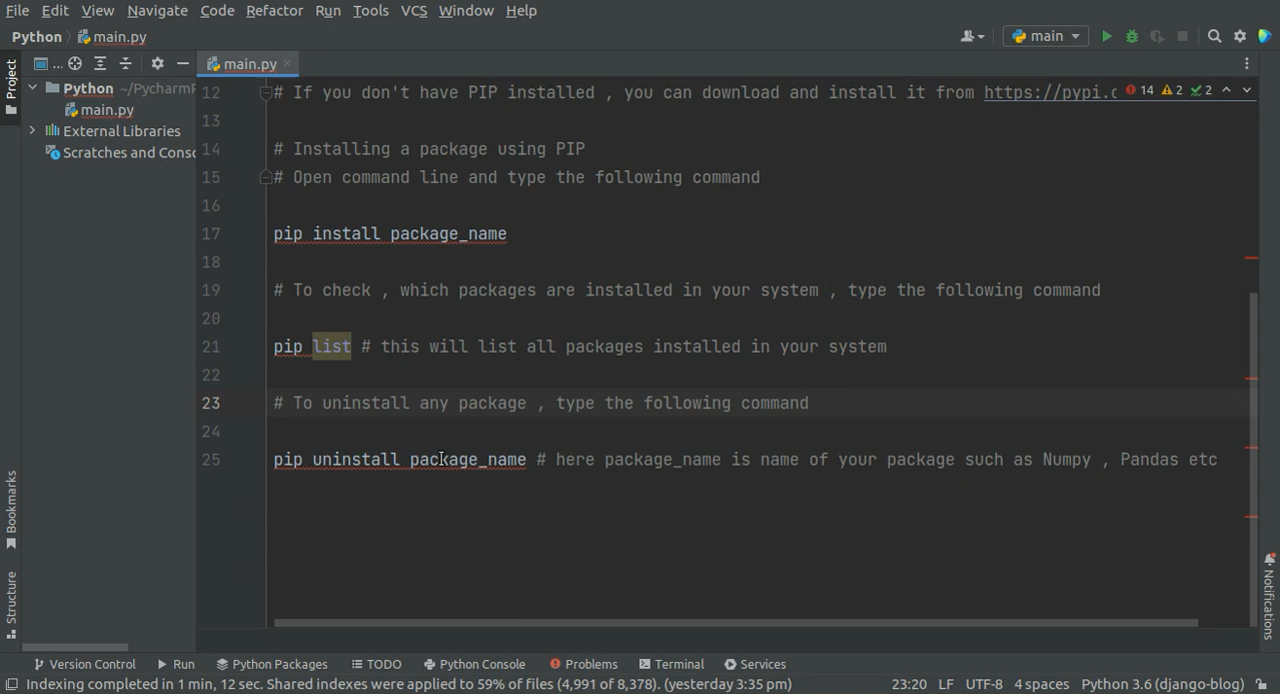 File Edit View Navigate Code Refactor Run Tools VCS Window Help
Python main.py main
Project ... main.py
Python ~/Pycharm
main.py
External Libraries
Scratches and Conso
12 # If you don't have PIP installed , you can download and install it from https://pypi. 14 2 2
13
14 # Installing a package using PIP
15 # Open command line and type the following command
16
17 pip install package_name
18
19 # To check , which packages are installed in your system , type the following command
20
21 pip list # this will list all packages installed in your system
22
23 # To uninstall any package , type the following command
24
25 pip uninstall package_name # here package_name is name of your package such as Numpy , Pandas etc
Bookmarks
Structure
Notifications
Version Control Run Python Packages TODO Python Console Problems Terminal Services
Indexing completed in 1 min, 12 sec. Shared indexes were applied to 59% of files (4,991 of 8,378). (yesterday 3:35 pm) 23:20 LF UTF-8 4 spaces Python 3.6 (django-blog)